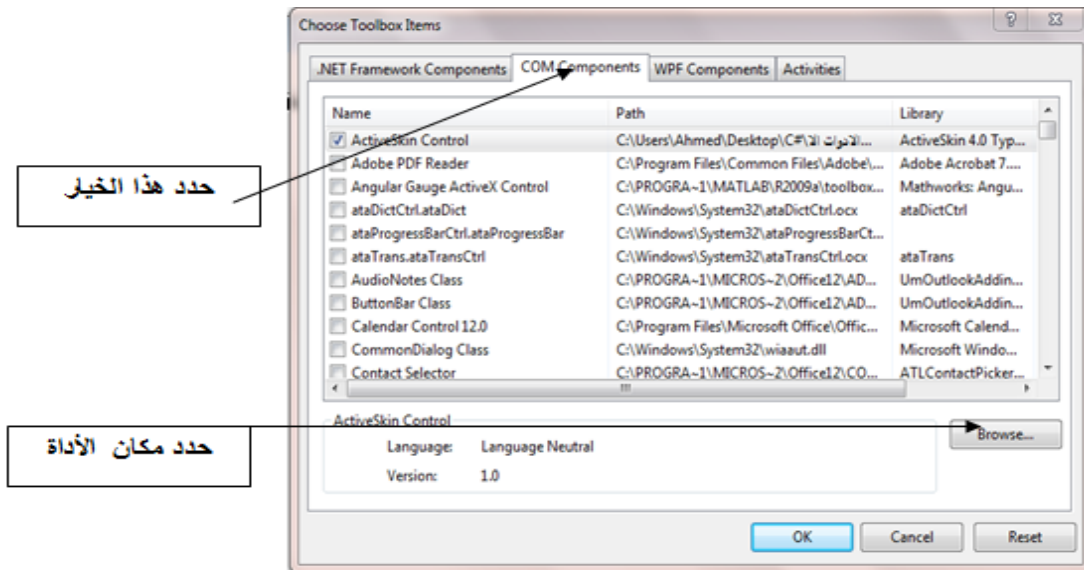 Choose Toolbox Items
.NET Framework Components COM Components WPF Components Activities
Name Path Library
ActiveSkin Control C:\Users\Ahmed\Desktop\C#\الادوات الا... ActiveSkin 4.0 Typ...
Adobe PDF Reader C:\Program Files\Common Files\Adobe\... Adobe Acrobat 7....
Angular Gauge ActiveX Control C:\PROGRA~1\MATLAB\R2009a\toolbox... Mathworks: Angu...
حدد هذا الخيار
ataDictCtrl.ataDict C:\Windows\System32\ataDictCtrl.ocx ataDictCtrl
ataProgressBarCtrl.ataProgressBar C:\Windows\System32\ataProgressBarCt...
ataTrans.ataTransCtrl C:\Windows\System32\ataTransCtrl.ocx ataTrans
AudioNotes Class C:\PROGRA~1\MICROS~2\Office12\AD... UmOutlookAddin...
ButtonBar Class C:\PROGRA~1\MICROS~2\Office12\AD... UmOutlookAddin...
Calendar Control 12.0 C:\Program Files\Microsoft Office\Offic... Microsoft Calend...
CommonDialog Class C:\Windows\System32\wiaaut.dll Microsoft Windo...
Contact Selector C:\PROGRA~1\MICROS~2\Office12\CO... ATLContactPicker...
ActiveSkin Control
Browse...
حدد مكان الأداة
Language: Language Neutral
Version: 1.0
OK Cancel Reset